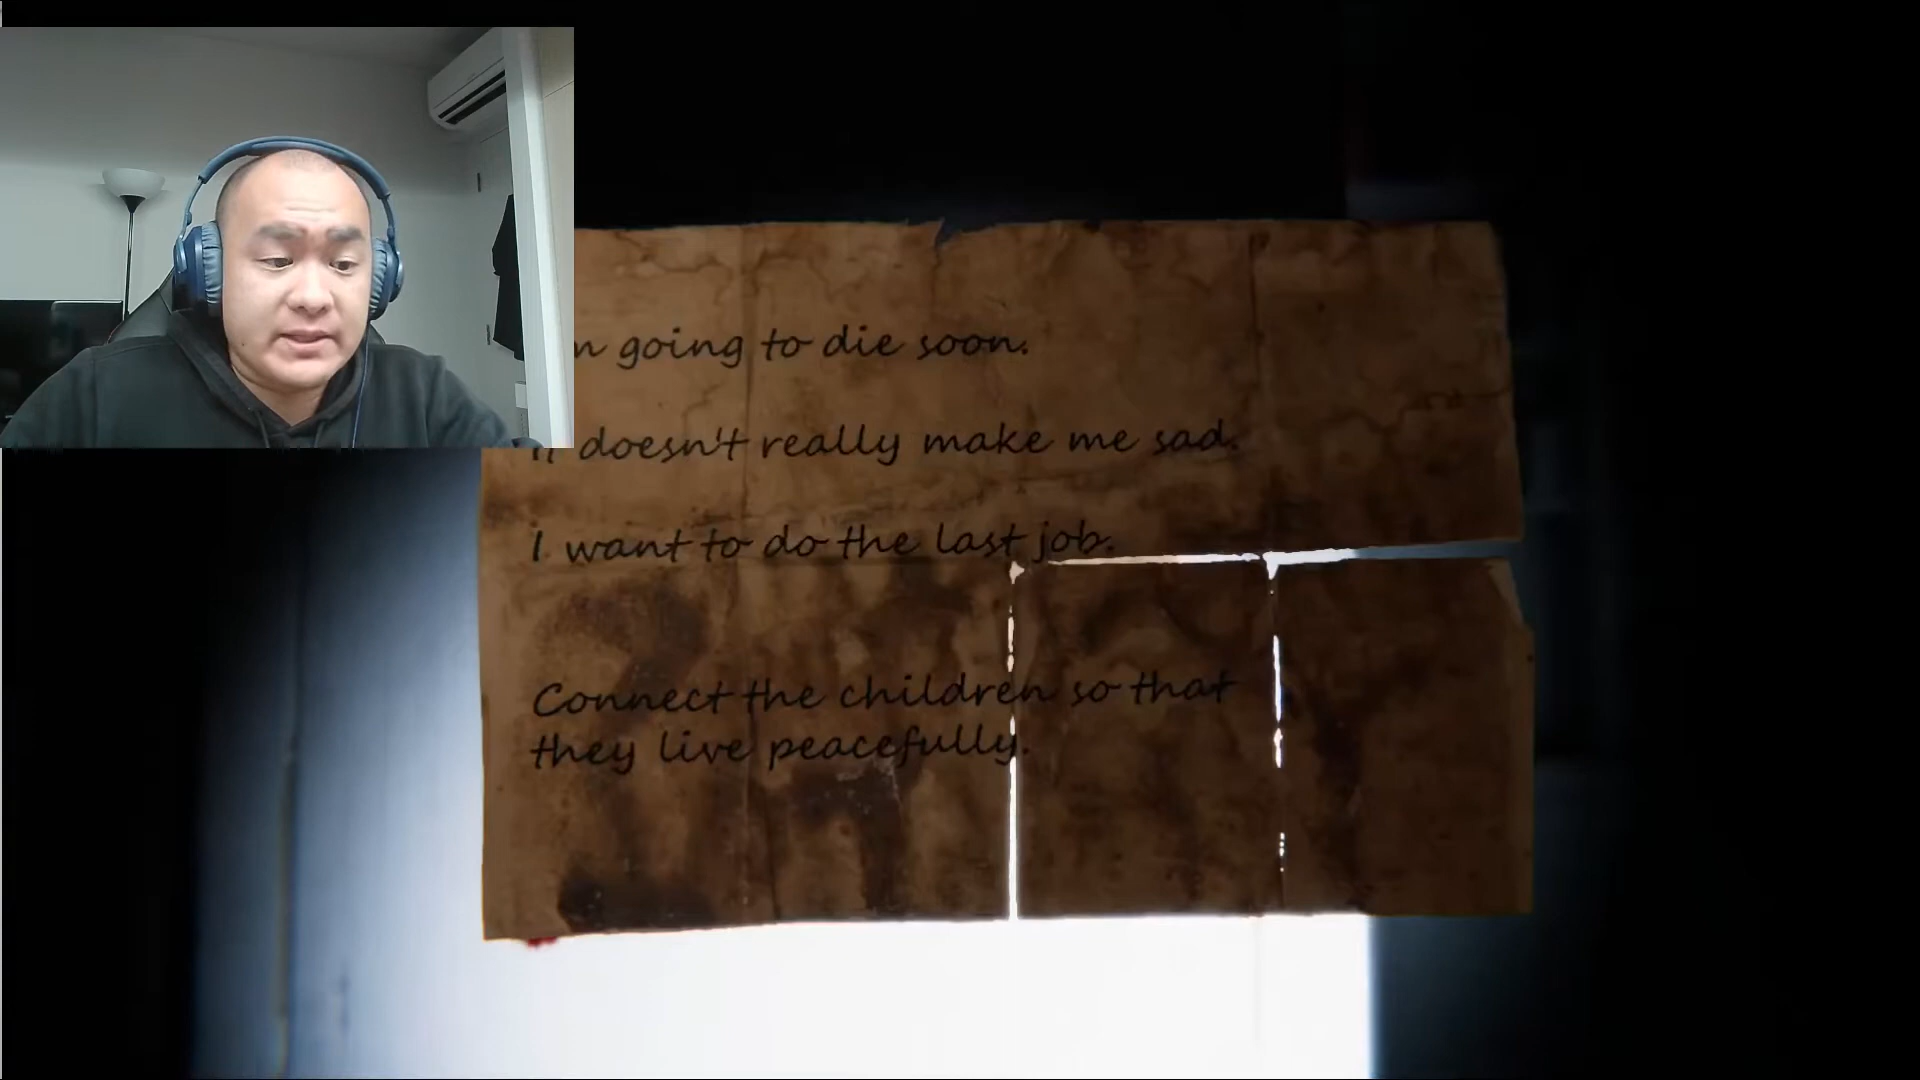 going to die soon.
doesn't really make me sad.
I want to do the last job.
Connect the children so that
they live peacefully.